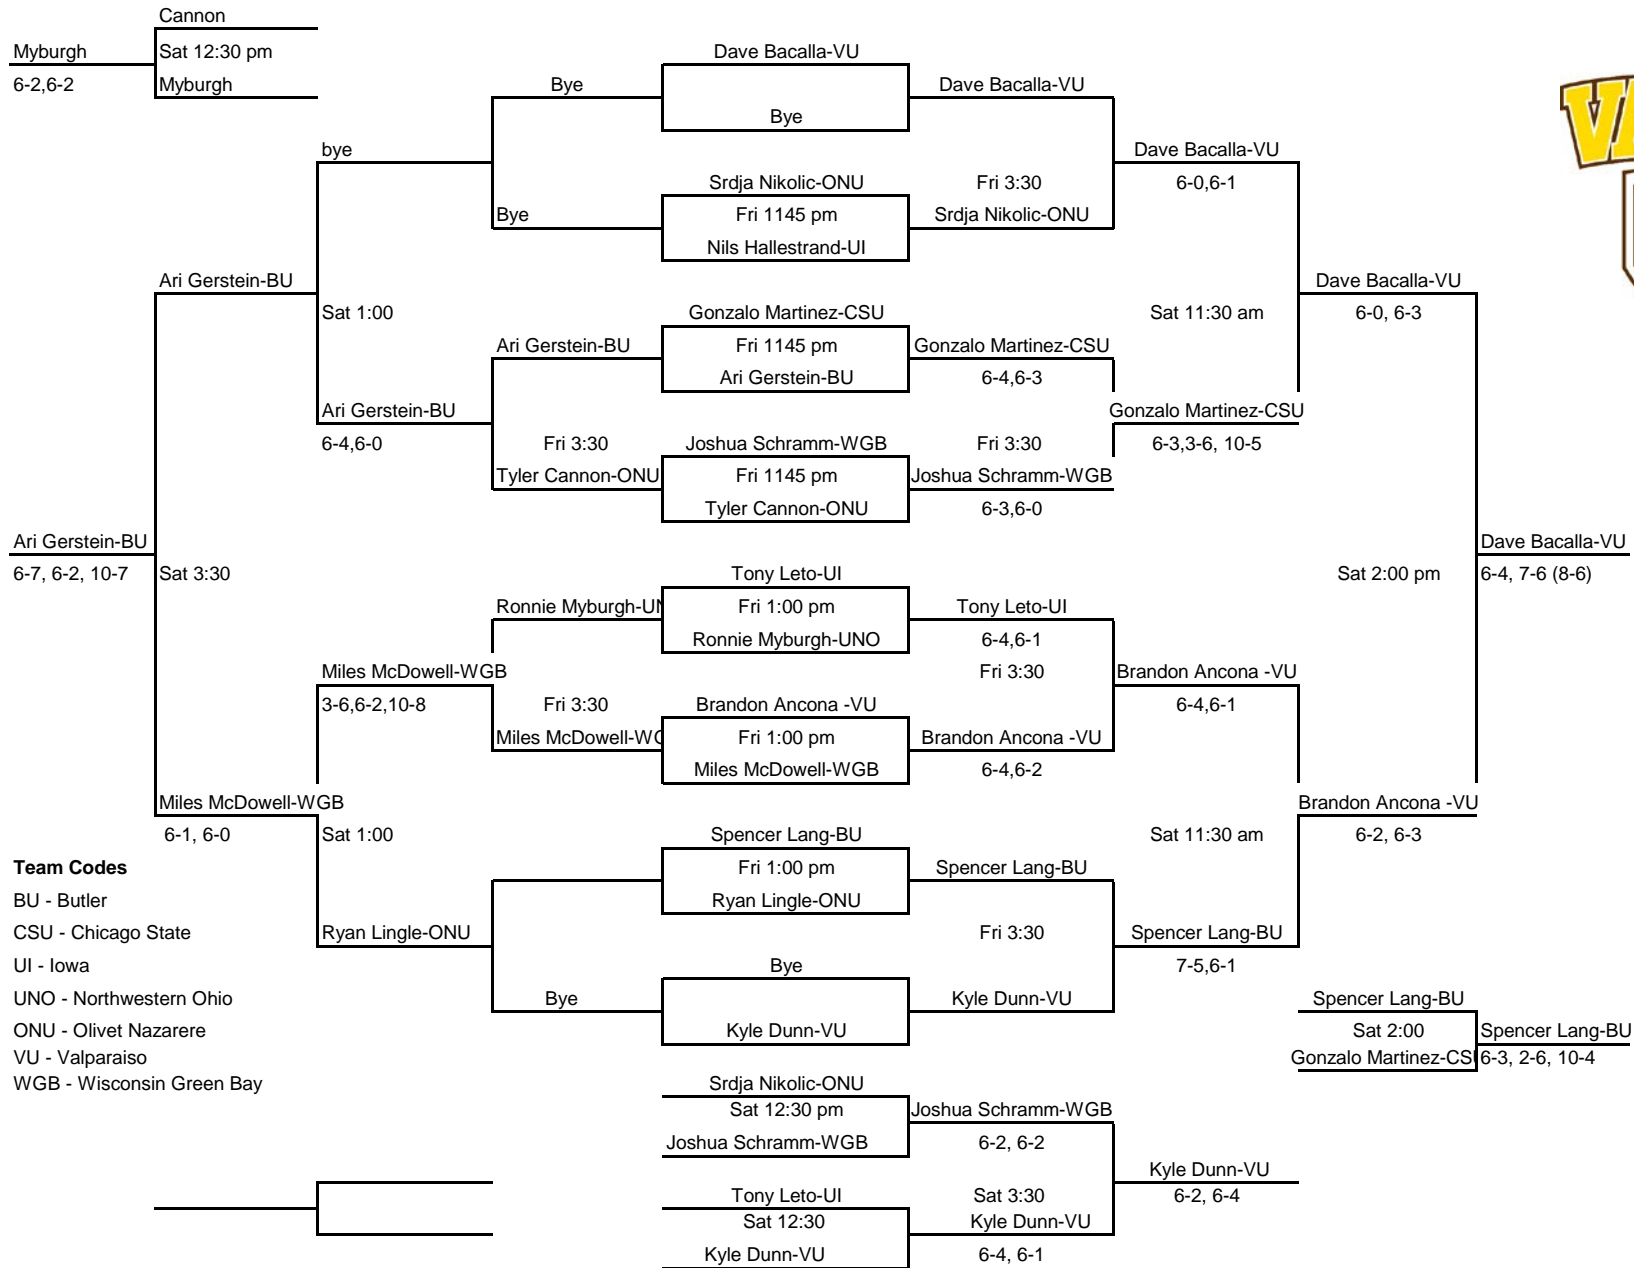 Cannon
Myburgh
Sat 12:30 pm
Dave Bacalla-VU
6-2,6-2
Myburgh
Bye
Dave Bacalla-VU
Bye
bye
Dave Bacalla-VU
Srdja Nikolic-ONU
Fri 3:30
6-0,6-1
Bye
Fri 1145 pm
Srdja Nikolic-ONU
Nils Hallestrand-UI
Ari Gerstein-BU
Dave Bacalla-VU
Sat 1:00
Gonzalo Martinez-CSU
Sat 11:30 am
6-0, 6-3
Ari Gerstein-BU
Fri 1145 pm
Gonzalo Martinez-CSU
Ari Gerstein-BU
6-4,6-3
Ari Gerstein-BU
Gonzalo Martinez-CSU
6-4,6-0
Fri 3:30
Joshua Schramm-WGB
Fri 3:30
6-3,3-6, 10-5
Tyler Cannon-ONU
Fri 1145 pm
Joshua Schramm-WGB
Tyler Cannon-ONU
6-3,6-0
Ari Gerstein-BU
Dave Bacalla-VU
6-7, 6-2, 10-7
Sat 3:30
Tony Leto-UI
Sat 2:00 pm
6-4, 7-6 (8-6)
Ronnie Myburgh-UN
Fri 1:00 pm
Tony Leto-UI
Ronnie Myburgh-UNO
6-4,6-1
Miles McDowell-WGB
Fri 3:30
Brandon Ancona -VU
3-6,6-2,10-8
Fri 3:30
Brandon Ancona -VU
6-4,6-1
Miles McDowell-WG
Fri 1:00 pm
Brandon Ancona -VU
Miles McDowell-WGB
6-4,6-2
Miles McDowell-WGB
Brandon Ancona -VU
6-1, 6-0
Sat 1:00
Spencer Lang-BU
Sat 11:30 am
6-2, 6-3
Team Codes
Fri 1:00 pm
Spencer Lang-BU
BU - Butler
Ryan Lingle-ONU
CSU - Chicago State
Ryan Lingle-ONU
Fri 3:30
Spencer Lang-BU
UI - Iowa
Bye
7-5,6-1
UNO - Northwestern Ohio
Bye
Kyle Dunn-VU
Spencer Lang-BU
ONU - Olivet Nazarere
Kyle Dunn-VU
Sat 2:00
Spencer Lang-BU
VU - Valparaiso
Gonzalo Martinez-CSU
6-3, 2-6, 10-4
WGB - Wisconsin Green Bay
Srdja Nikolic-ONU
Sat 12:30 pm
Joshua Schramm-WGB
Joshua Schramm-WGB
6-2, 6-2
Kyle Dunn-VU
Tony Leto-UI
Sat 3:30
6-2, 6-4
Sat 12:30
Kyle Dunn-VU
Kyle Dunn-VU
6-4, 6-1